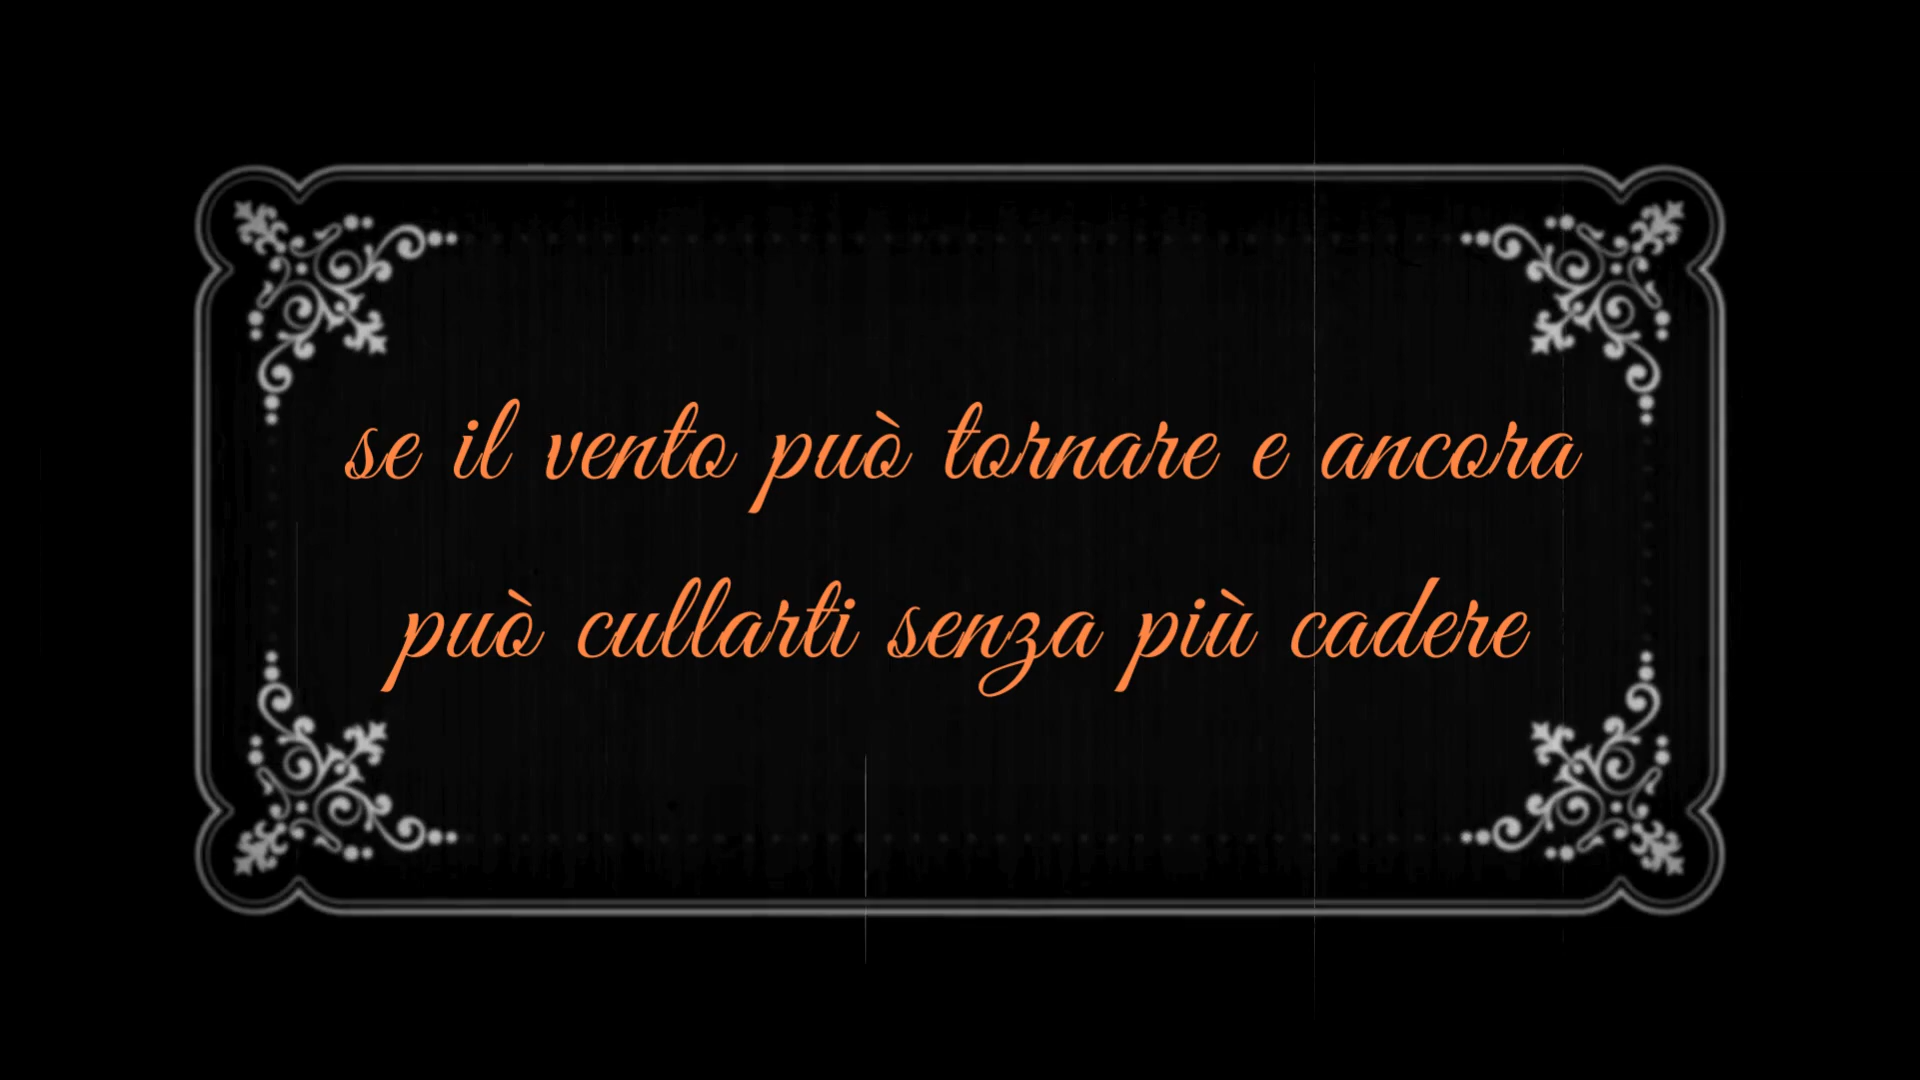 se il vento può tornare e ancora
può cullarti senza più cadere